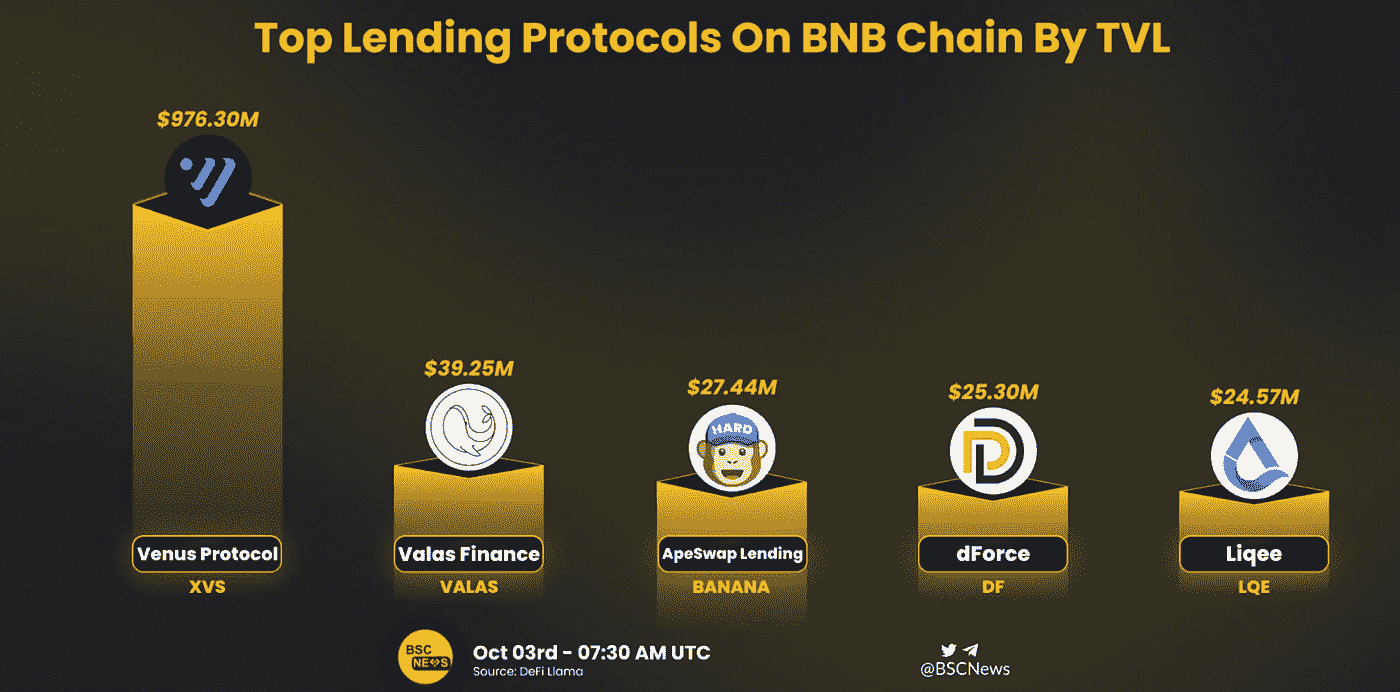 Top Lending Protocols On BNB Chain By TVL
$976.30M
$39.25M
$27.44M
HARD
$25.30M
$24.57M
Venus Protocol
Valas Finance
ApeSwap Lending
dForce
Liqee
XVS
VALAS
BANANA
DF
LQE
BSC
NEWS
Oct 03rd - 07:30 AM UTC
Source: DeFi Llama
@BSCNews